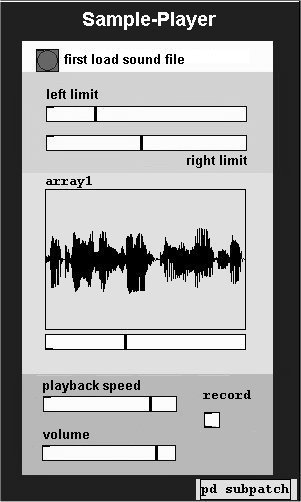 Sample-Player
first load sound file
left limit
right limit
array1
playback speed
record
volume
pd subpatch